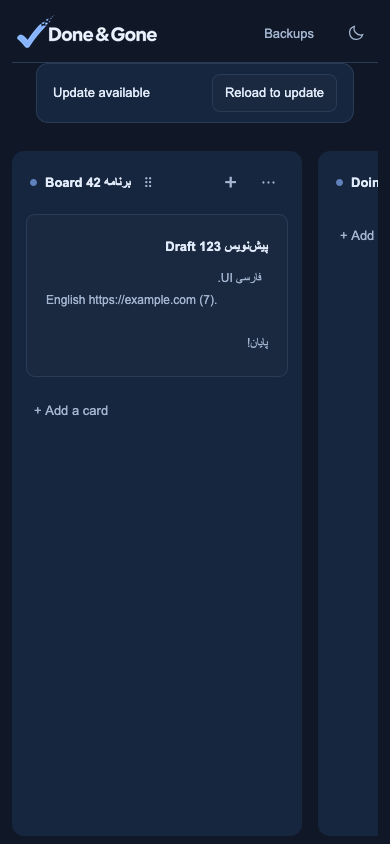 Done & Gone
Backups
Update available
Reload to update
Board 42 برنامه
پیش‌نویس Draft 123
فارسی UI.
English https://example.com (7).
پایان!
+ Add a card
Doin
+ Add